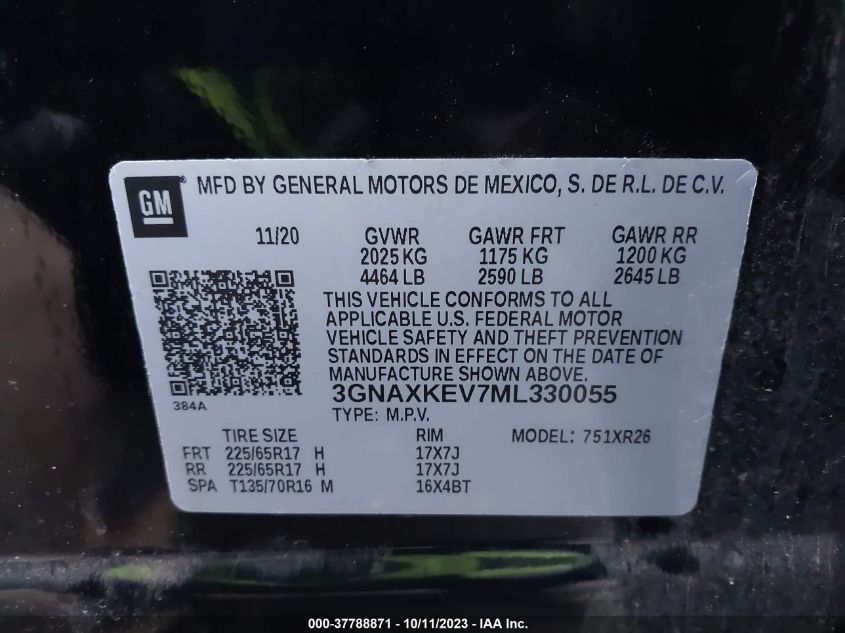 GM ® MFD BY GENERAL MOTORS DE MEXICO, S. DE R.L. DE C.V.
11/20 GVWR GAWR FRT GAWR RR
2025 KG 1175 KG 1200 KG
4464 LB 2590 LB 2645 LB
THIS VEHICLE CONFORMS TO ALL
APPLICABLE U.S. FEDERAL MOTOR
VEHICLE SAFETY AND THEFT PREVENTION
STANDARDS IN EFFECT ON THE DATE OF
MANUFACTURE SHOWN ABOVE.
3GNAXKEV7ML330055
384A
TYPE: M.P.V.
TIRE SIZE RIM MODEL: 751XR26
FRT 225/65R17 H 17X7J
RR 225/65R17 H 17X7J
SPA T135/70R16 M 16X4BT
000-37788871 - 10/11/2023 - IAA Inc.